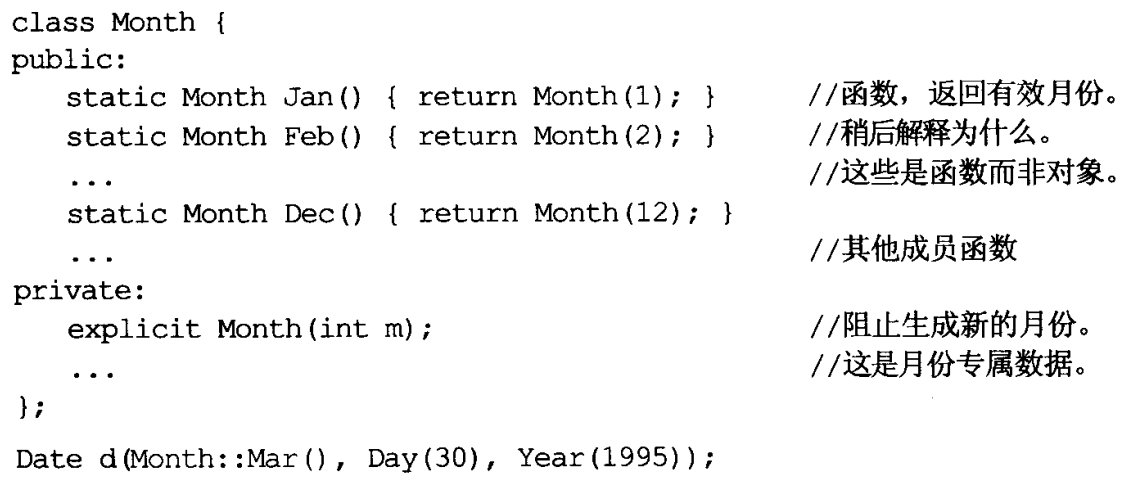 class Month {
public:
    static Month Jan() { return Month(1); }    //函数，返回有效月份。
    static Month Feb() { return Month(2); }    //稍后解释为什么。
    ...    //这些是函数而非对象。
    static Month Dec() { return Month(12); }
    ...    //其他成员函数
private:
    explicit Month(int m);    //阻止生成新的月份。
    ...    //这是月份专属数据。
};
Date d(Month::Mar(), Day(30), Year(1995));